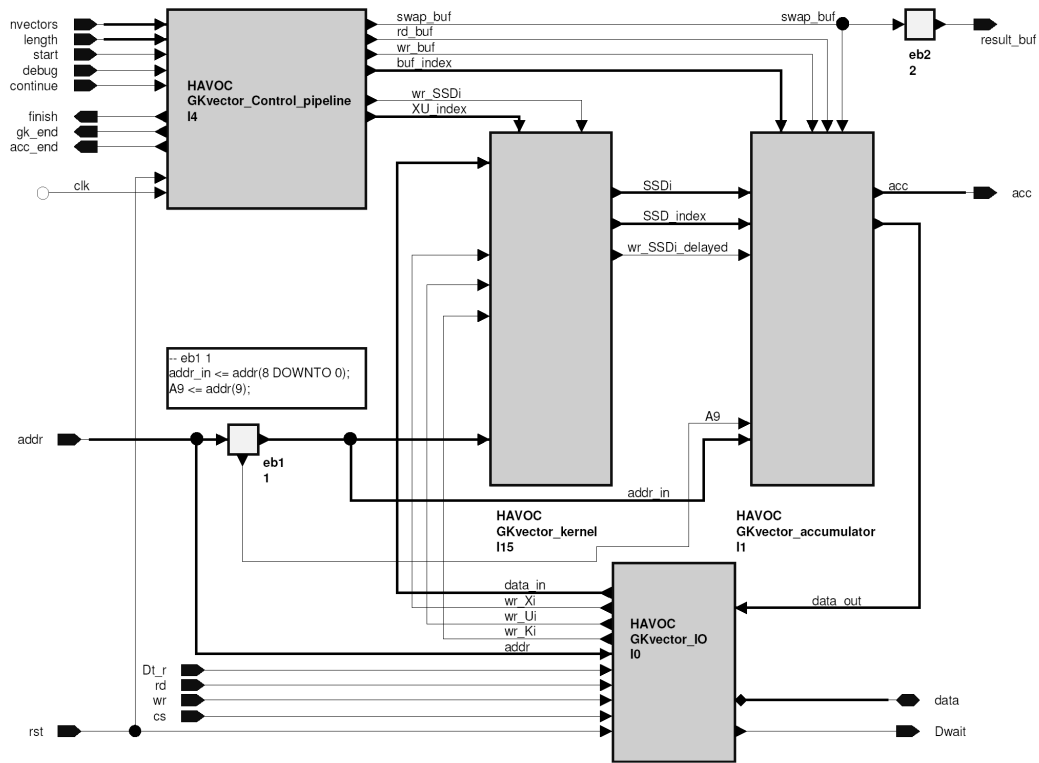 nvectors
length
start
debug
continue
finish
gk_end
acc_end
clk
HAVOC
GKvector_Control_pipeline
I4
swap_buf
rd_buf
wr_buf
buf_index
wr_SSDi
XU_index
swap_buf
eb2
2
result_buf
SSDi
SSD_index
wr_SSDi_delayed
acc
acc
-- eb1 1
addr_in <= addr(8 DOWNTO 0);
A9 <= addr(9);
addr
eb1
1
A9
addr_in
HAVOC
GKvector_kernel
I15
HAVOC
GKvector_accumulator
I1
data_in
wr_Xi
wr_Ui
wr_Ki
addr
HAVOC
GKvector_IO
I0
data_out
Dt_r
rd
wr
cs
rst
data
Dwait